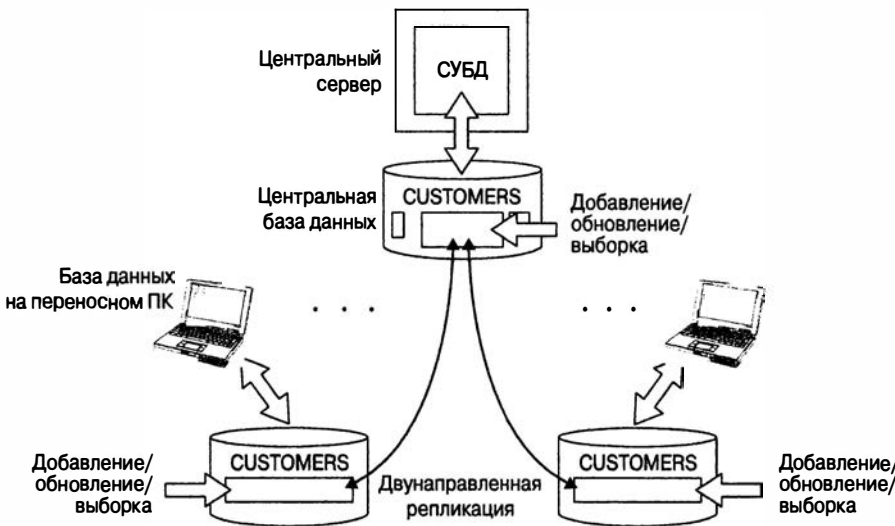 Центральный
сервер
СУБД
Центральная
база данных
CUSTOMERS
Добавление/
обновление/
выборка
База данных
на переносном ПК
. . .
. . .
CUSTOMERS
CUSTOMERS
Добавление/
обновление/
выборка
Двунаправленная
репликация
Добавление/
обновление/
выборка